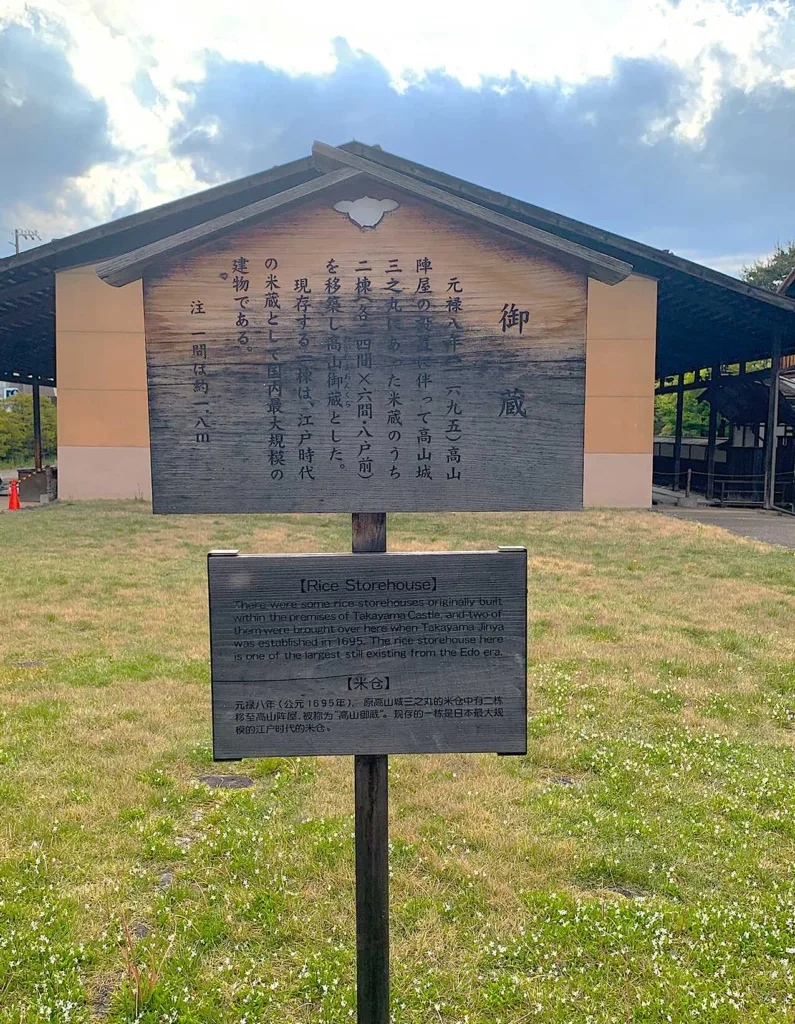 御蔵
元禄八年(一六九五)高山
陣屋の に伴って高山城
三之丸にあった米蔵のうち
二棟(各一四間×六間・八戸前)
を移築し高山御蔵とした。
現存する一棟は、江戸時代
の米蔵として国内最大規模の
建物である。
注 一間は約一.八m
【Rice Storehouse】
There were some rice storehouses originally built
within the premises of Takayama Castle, and two of
them were brought over here when Takayama Jinya
was established in 1695. The rice storehouse here
is one of the largest still existing from the Edo era.
【米仓】
元禄八年(公元1695年)，原高山城三之丸的米仓中有二栋
移至高山阵屋，被称为“高山御藏”。现存的一栋是日本最大规
模的江户时代的米仓。